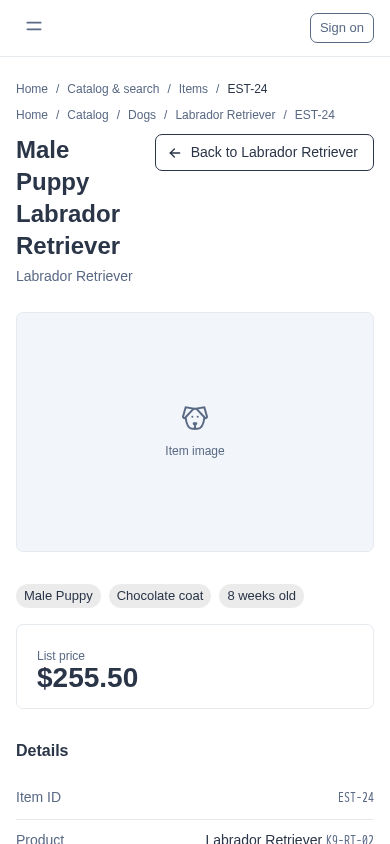 Sign on
Home / Catalog & search / Items / EST-24
Home / Catalog / Dogs / Labrador Retriever / EST-24
Male
Puppy
Labrador
Retriever
Back to Labrador Retriever
Labrador Retriever
Item image
Male Puppy Chocolate coat 8 weeks old
List price
$255.50
Details
Item ID EST-24
Product Labrador Retriever K9-RT-02